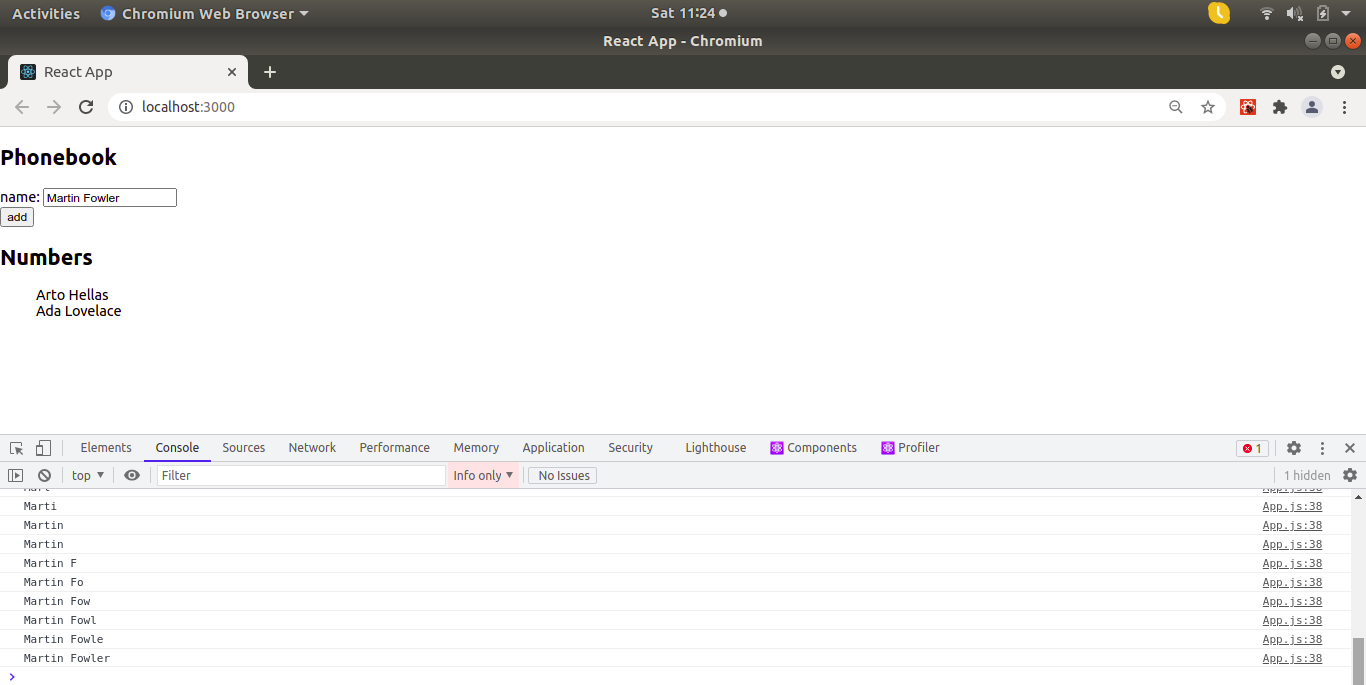 Activities Chromium Web Browser Sat 11:24
React App - Chromium
React App
localhost:3000
Phonebook
name: Martin Fowler
add
Numbers
Arto Hellas
Ada Lovelace
Elements Console Sources Network Performance Memory Application Security Lighthouse Components Profiler 1
top Filter Info only No Issues 1 hidden
Marti App.js:38
Martin App.js:38
Martin App.js:38
Martin F App.js:38
Martin Fo App.js:38
Martin Fow App.js:38
Martin Fowl App.js:38
Martin Fowle App.js:38
Martin Fowler App.js:38